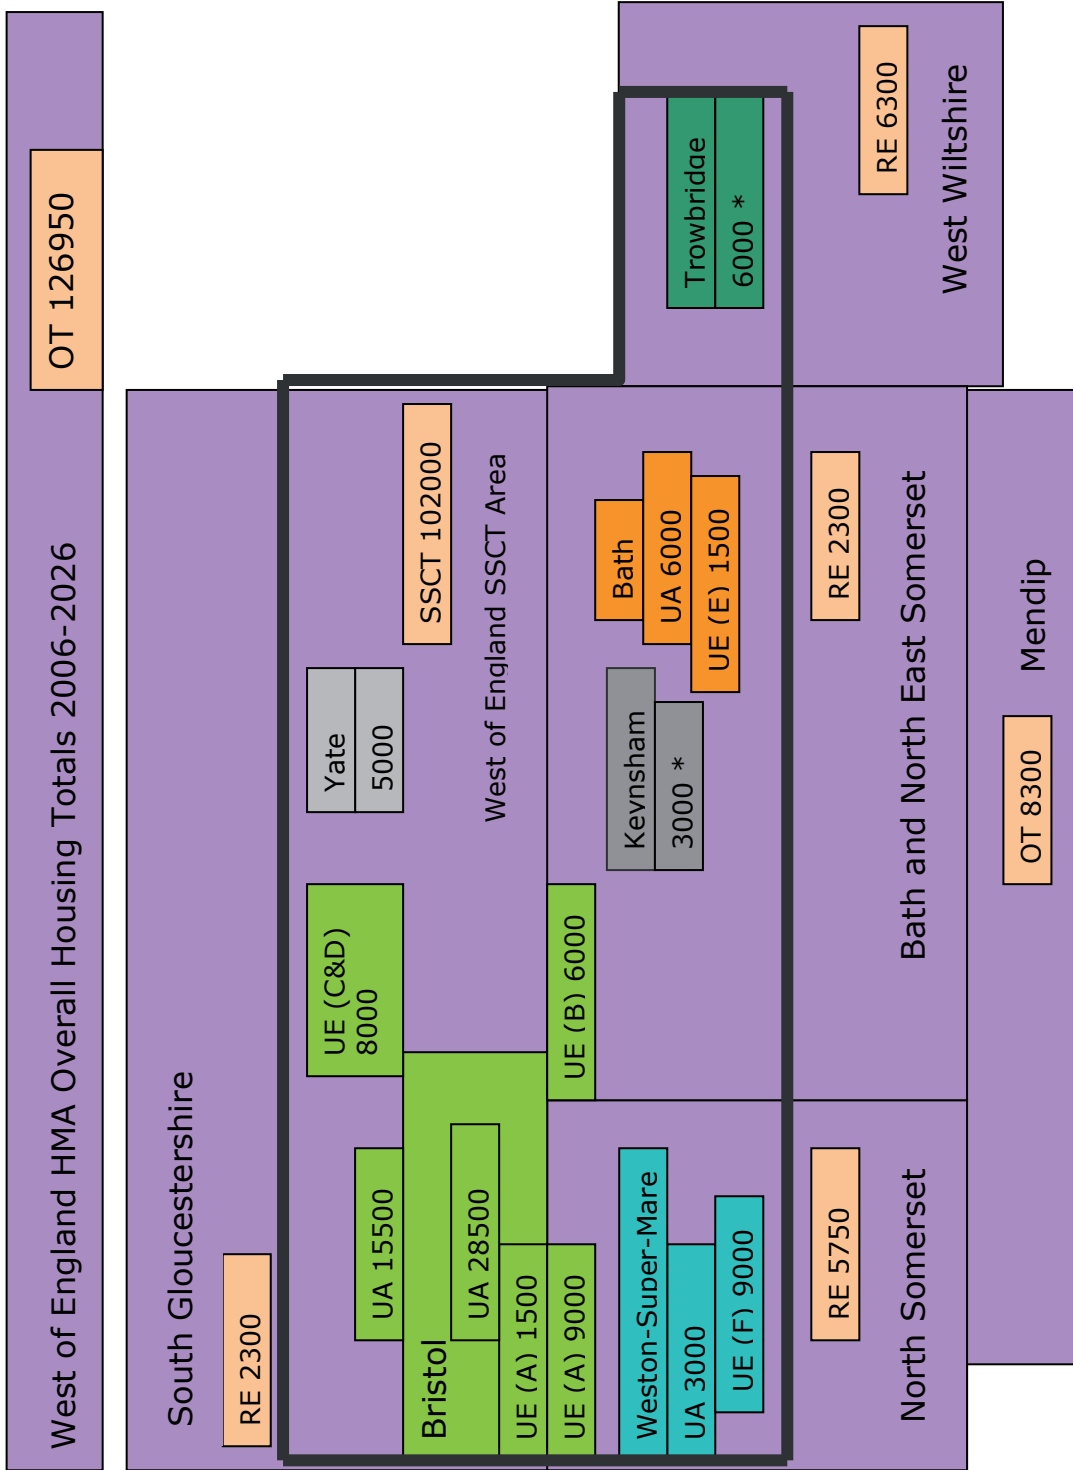 West of England HMA Overall Housing Totals 2006-2026
OT 126950
South Gloucestershire
RE 2300
UE (C&D)
8000
Yate
5000
UA 15500
SSCT 102000
Bristol
UA 28500
West of England SSCT Area
UE (A) 1500
UE (A) 9000
UE (B) 6000
Kevnsham
3000 *
Bath
UA 6000
UE (E) 1500
Trowbridge
6000 *
Weston-Super-Mare
UA 3000
UE (F) 9000
RE 5750
RE 2300
RE 6300
North Somerset
Bath and North East Somerset
West Wiltshire
OT 8300
Mendip